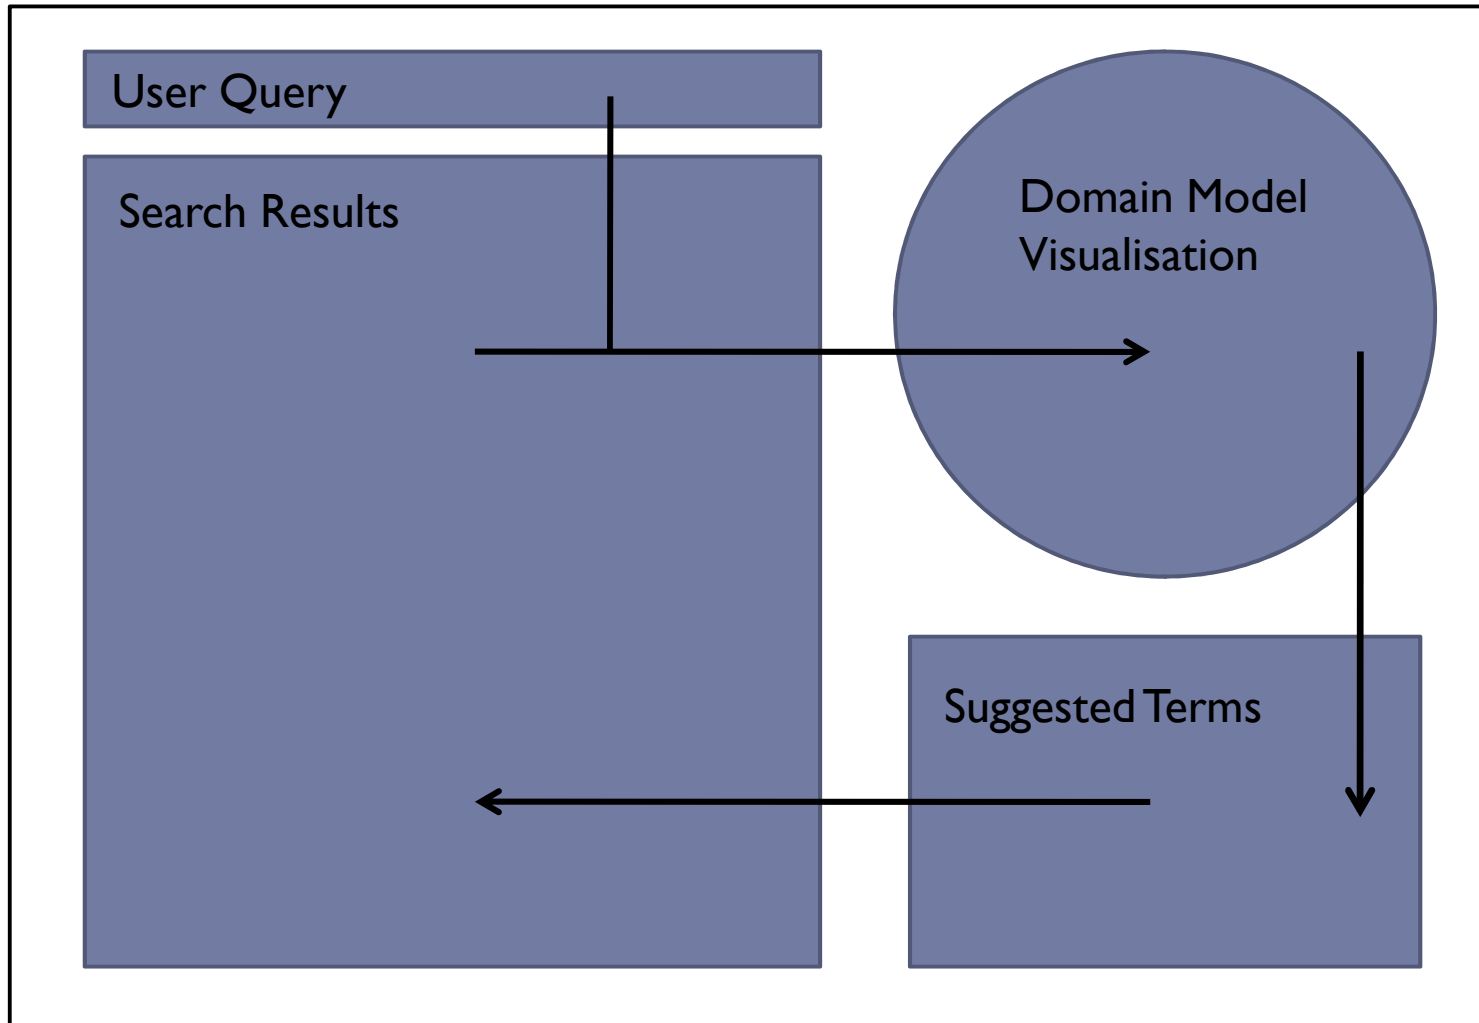 User Query
Search Results
Domain Model
Visualisation
Suggested Terms